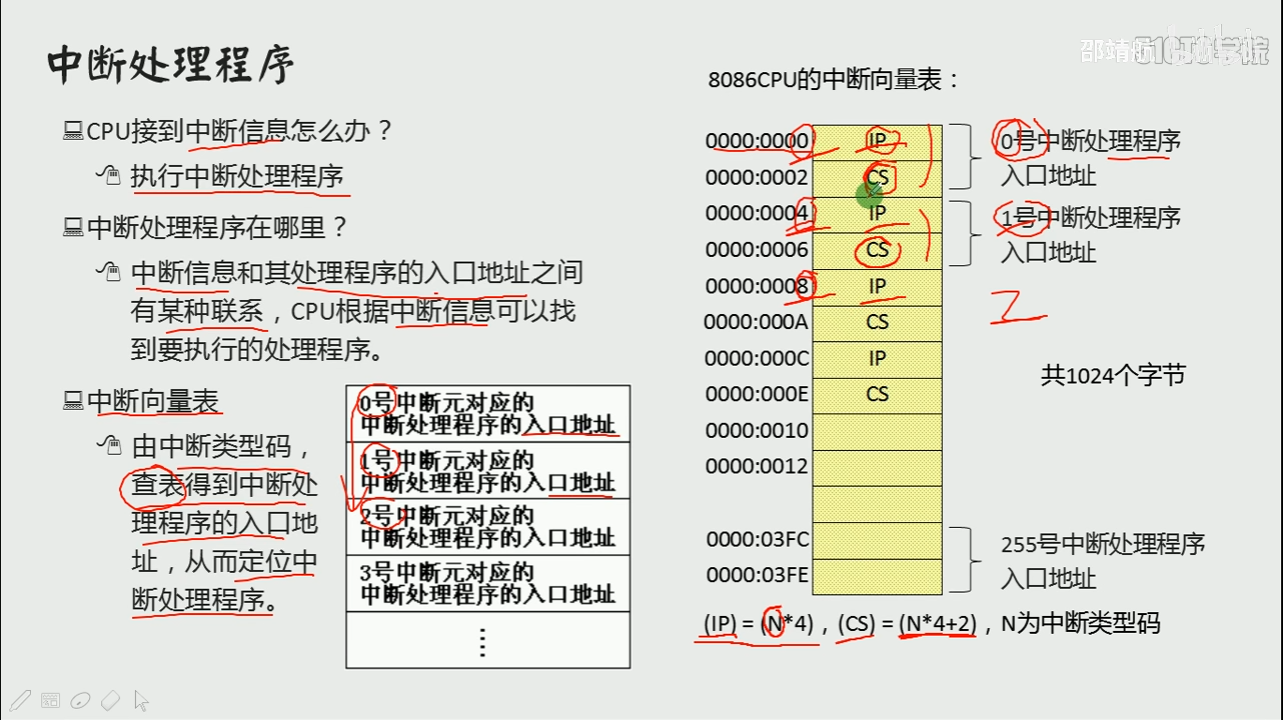 中断处理程序
CPU接到中断信息怎么办？
执行中断处理程序
中断处理程序在哪里？
中断信息和其处理程序的入口地址之间
有某种联系，CPU根据中断信息可以找
到要执行的处理程序。
中断向量表
由中断类型码，
查表得到中断处
理程序的入口地
址，从而定位中
断处理程序。
0号中断元对应的
中断处理程序的入口地址
1号中断元对应的
中断处理程序的入口地址
2号中断元对应的
中断处理程序的入口地址
3号中断元对应的
中断处理程序的入口地址
⋮
邵靖航
8086CPU的中断向量表：
0000:0000 IP
0000:0002 CS
0000:0004 IP
0000:0006 CS
0000:0008 IP
0000:000A CS
0000:000C IP
0000:000E CS
0000:0010
0000:0012
0000:03FC
0000:03FE
0号中断处理程序
入口地址
1号中断处理程序
入口地址
2
共1024个字节
255号中断处理程序
入口地址
(IP) = (N*4)，(CS) = (N*4+2)，N为中断类型码